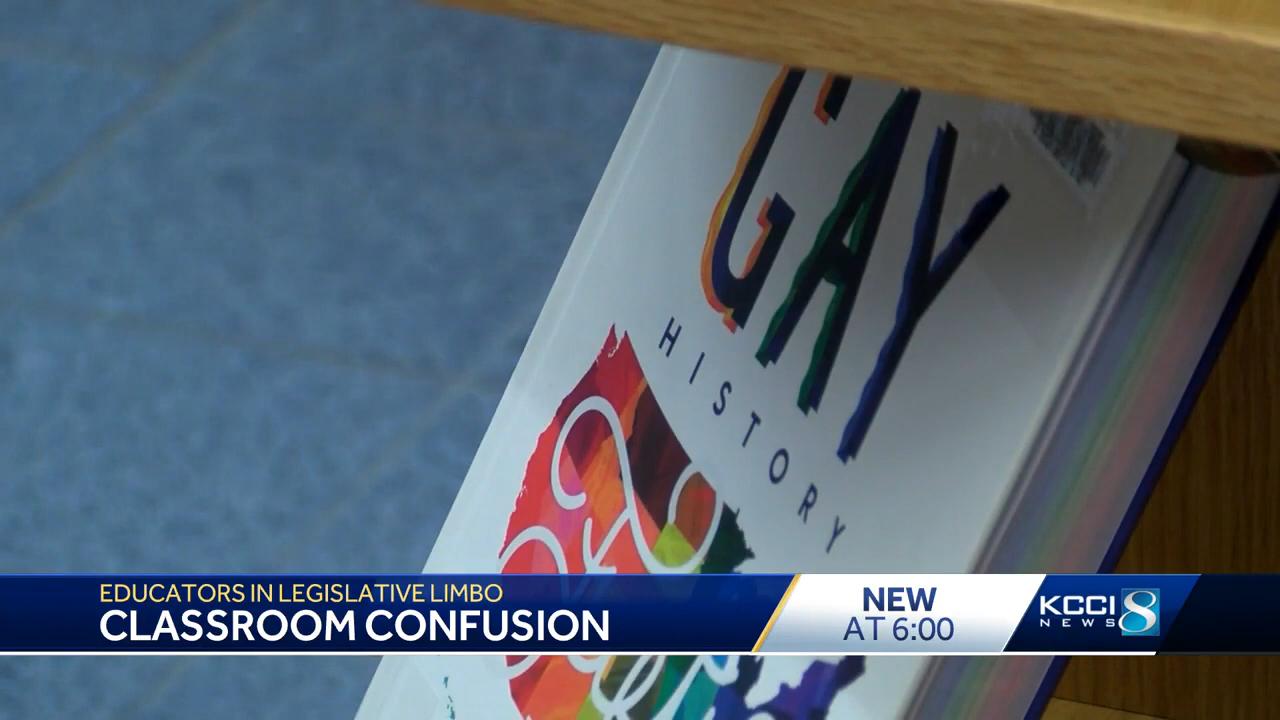 GAY
HISTORY
EDUCATORS IN LEGISLATIVE LIMBO
CLASSROOM CONFUSION
NEW
AT 6:00
KCCI 8
NEWS